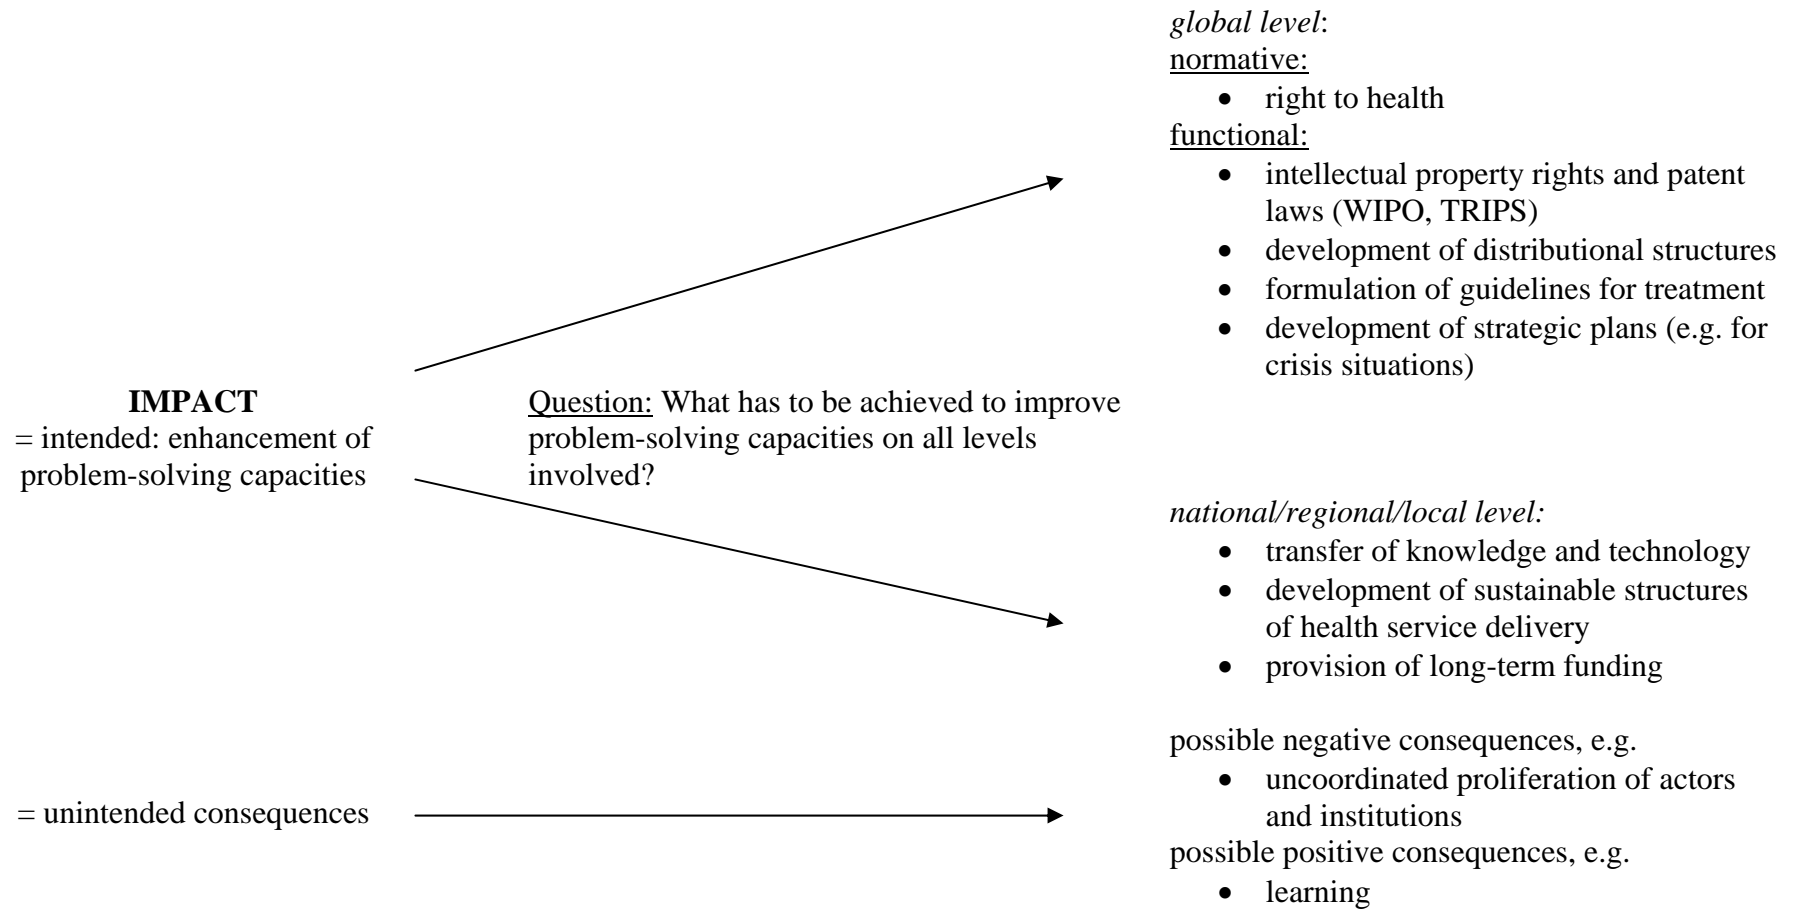 global level:
normative:
• right to health
functional:
• intellectual property rights and patent
laws (WIPO, TRIPS)
• development of distributional structures
• formulation of guidelines for treatment
• development of strategic plans (e.g. for
crisis situations)
IMPACT
= intended: enhancement of
problem-solving capacities
Question: What has to be achieved to improve
problem-solving capacities on all levels
involved?
national/regional/local level:
• transfer of knowledge and technology
• development of sustainable structures
of health service delivery
• provision of long-term funding
= unintended consequences
possible negative consequences, e.g.
• uncoordinated proliferation of actors
and institutions
possible positive consequences, e.g.
• learning